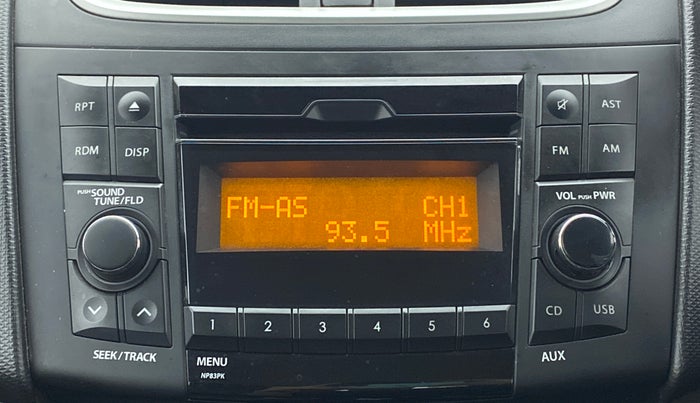 RPT
AST
RDM DISP
FM AM
PUSH SOUND
TUNE/FLD
VOL PUSH PWR
FM-AS CH1
93.5 MHz
CD USB
1 2 3 4 5 6
SEEK/TRACK
MENU
AUX
NP83PK